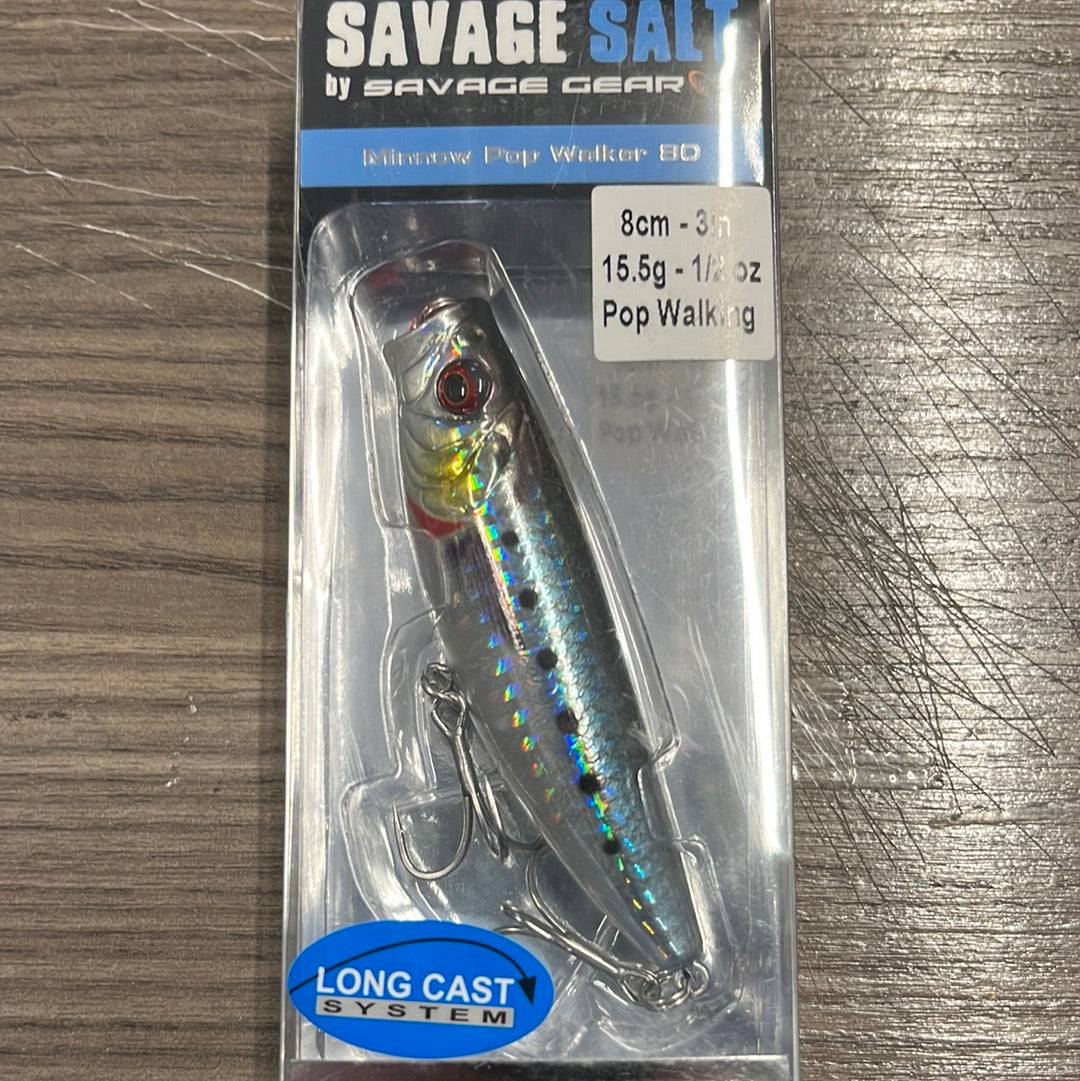 SAVAGE SALT
by SAVAGE GEAR
Minnow Pop Walker 80
8cm - 3in
15.5g - 1/2 oz
Pop Walking
LONG CAST
SYSTEM